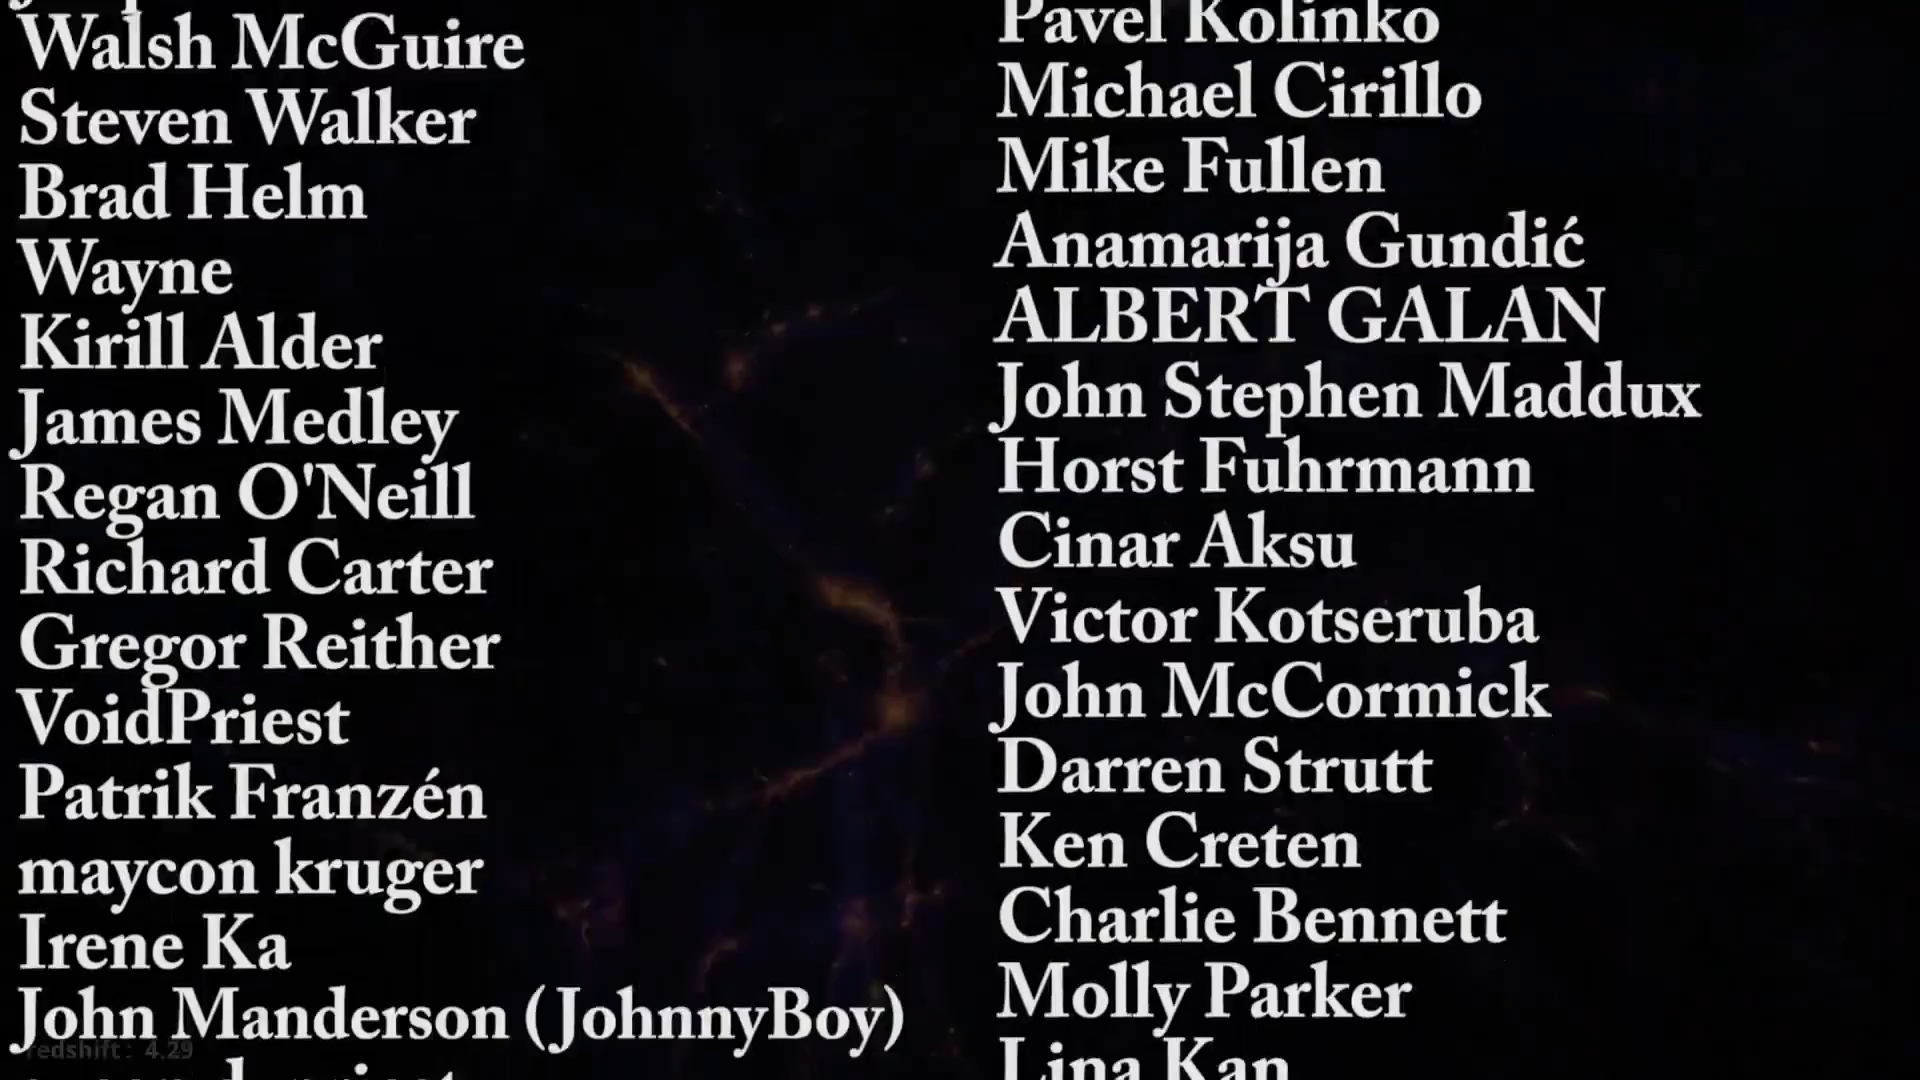 Walsh McGuire
Steven Walker
Brad Helm
Wayne
Kirill Alder
James Medley
Regan O'Neill
Richard Carter
Gregor Reither
VoidPriest
Patrik Franzén
maycon kruger
Irene Ka
John Manderson (JohnnyBoy)
redshift: 4.29
Pavel Kolinko
Michael Cirillo
Mike Fullen
Anamarija Gundić
ALBERT GALAN
John Stephen Maddux
Horst Fuhrmann
Cinar Aksu
Victor Kotseruba
John McCormick
Darren Strutt
Ken Creten
Charlie Bennett
Molly Parker
Lina Kan